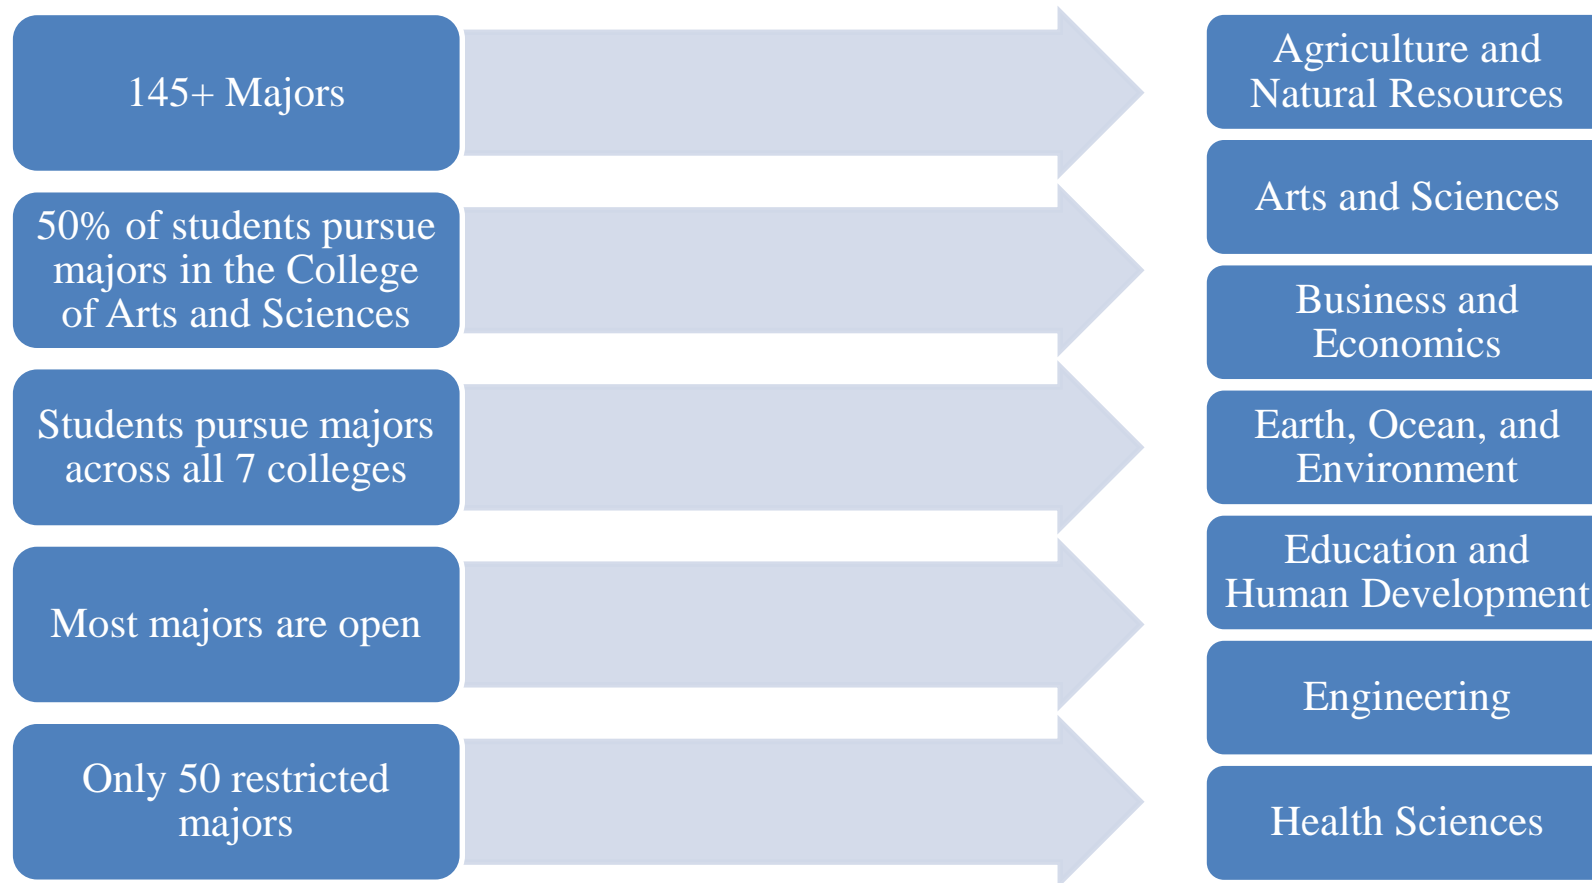 145+ Majors
50% of students pursue
majors in the College
of Arts and Sciences
Students pursue majors
across all 7 colleges
Most majors are open
Only 50 restricted
majors
Agriculture and
Natural Resources
Arts and Sciences
Business and
Economics
Earth, Ocean, and
Environment
Education and
Human Development
Engineering
Health Sciences